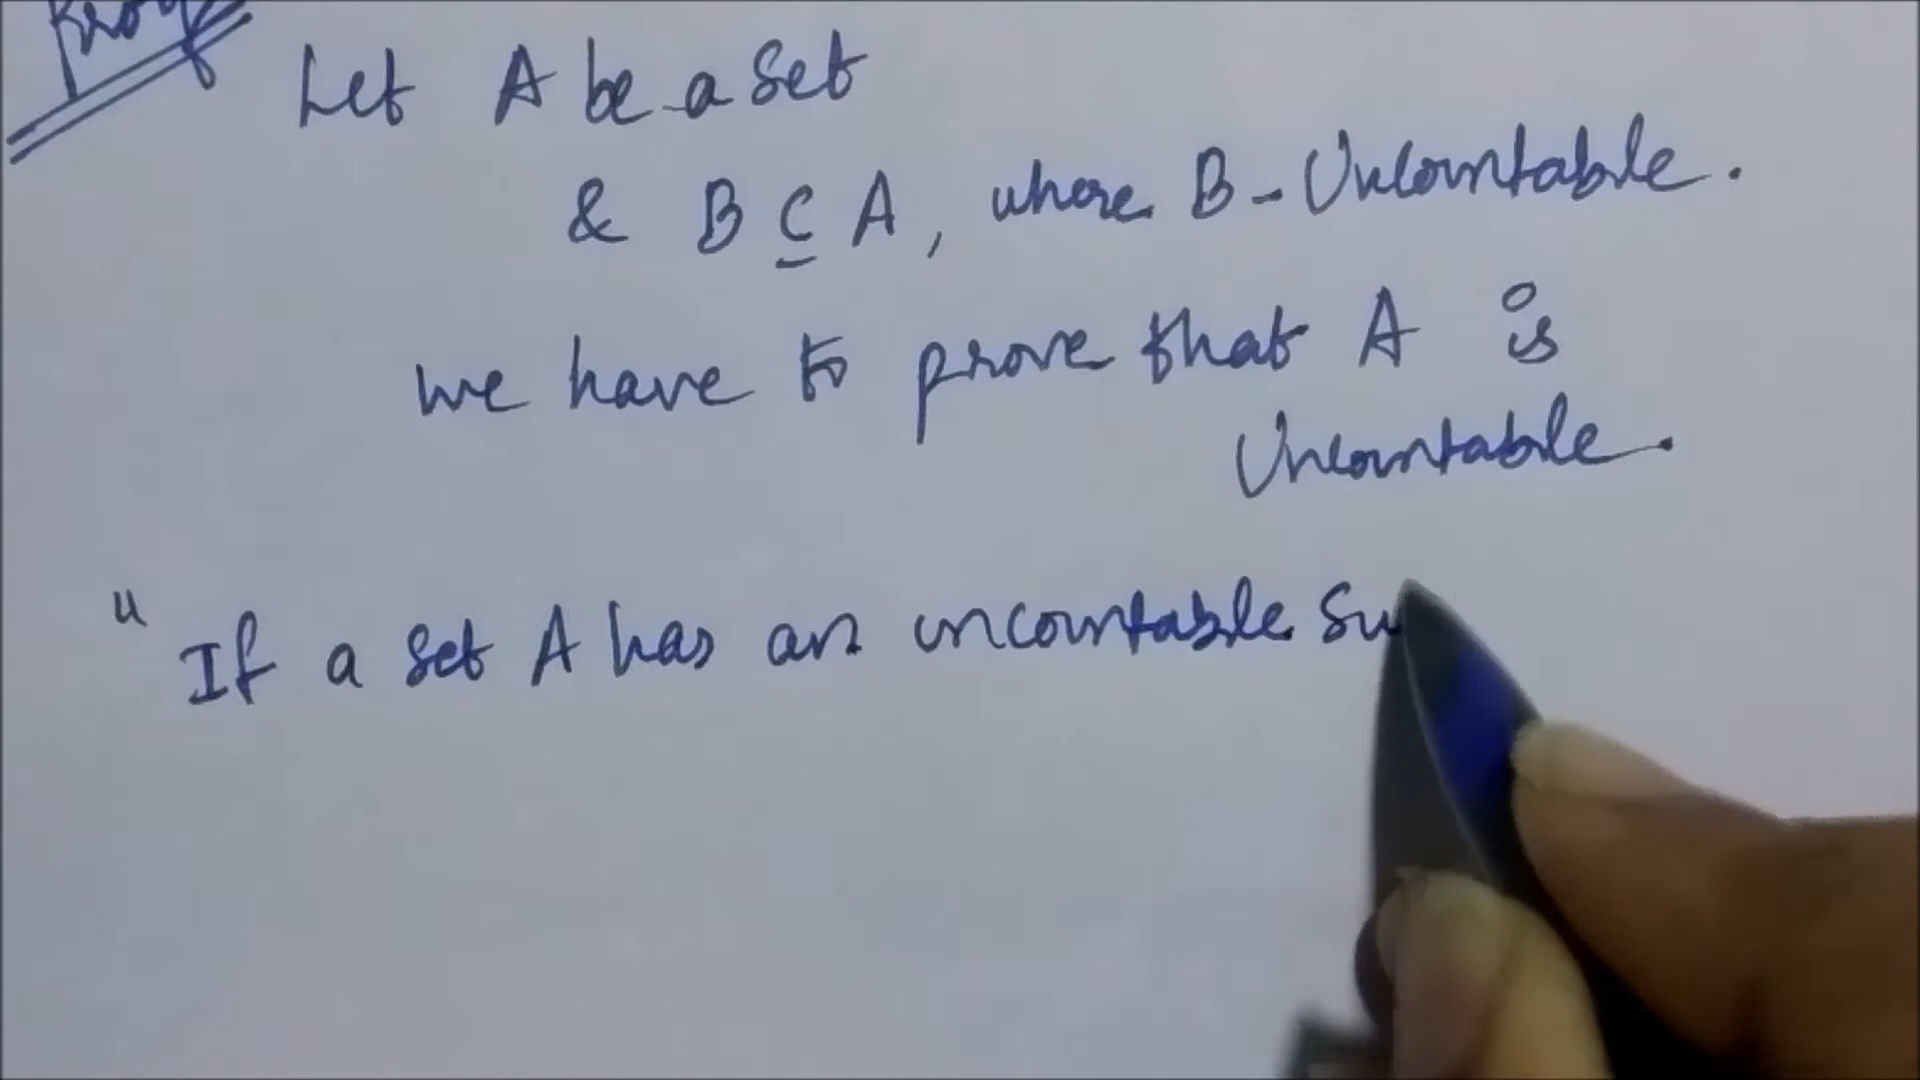 Proof
Let A be a set
& B ⊆ A, where B - Uncountable.
we have to prove that A is
Uncountable.
" If a set A has an uncountable su